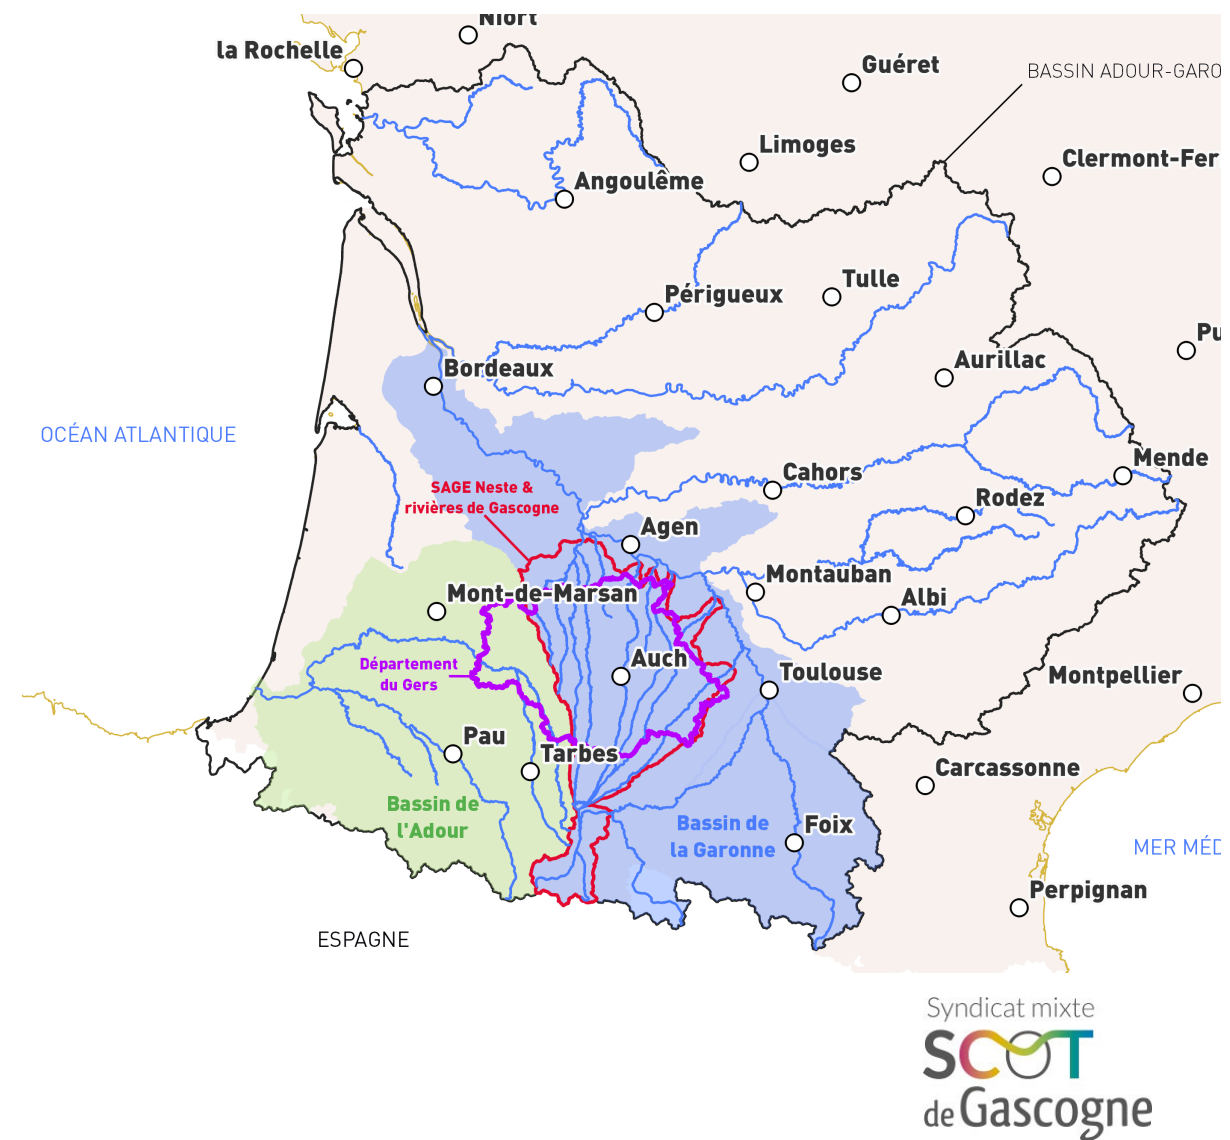 Niort
la Rochelle
Guéret
BASSIN ADOUR-GARO
Limoges
Clermont-Fer
Angoulême
Tulle
Périgueux
Pu
Aurillac
Bordeaux
OCÉAN ATLANTIQUE
Mende
Cahors
SAGE Neste &
rivières de Gascogne
Rodez
Agen
Montauban
Mont-de-Marsan
Albi
Auch
Département
du Gers
Toulouse
Montpellier
Pau
Tarbes
Carcassonne
Bassin de
l'Adour
Bassin de
la Garonne
Foix
MER MÉD
Perpignan
ESPAGNE
Syndicat mixte
SCOT
de Gascogne